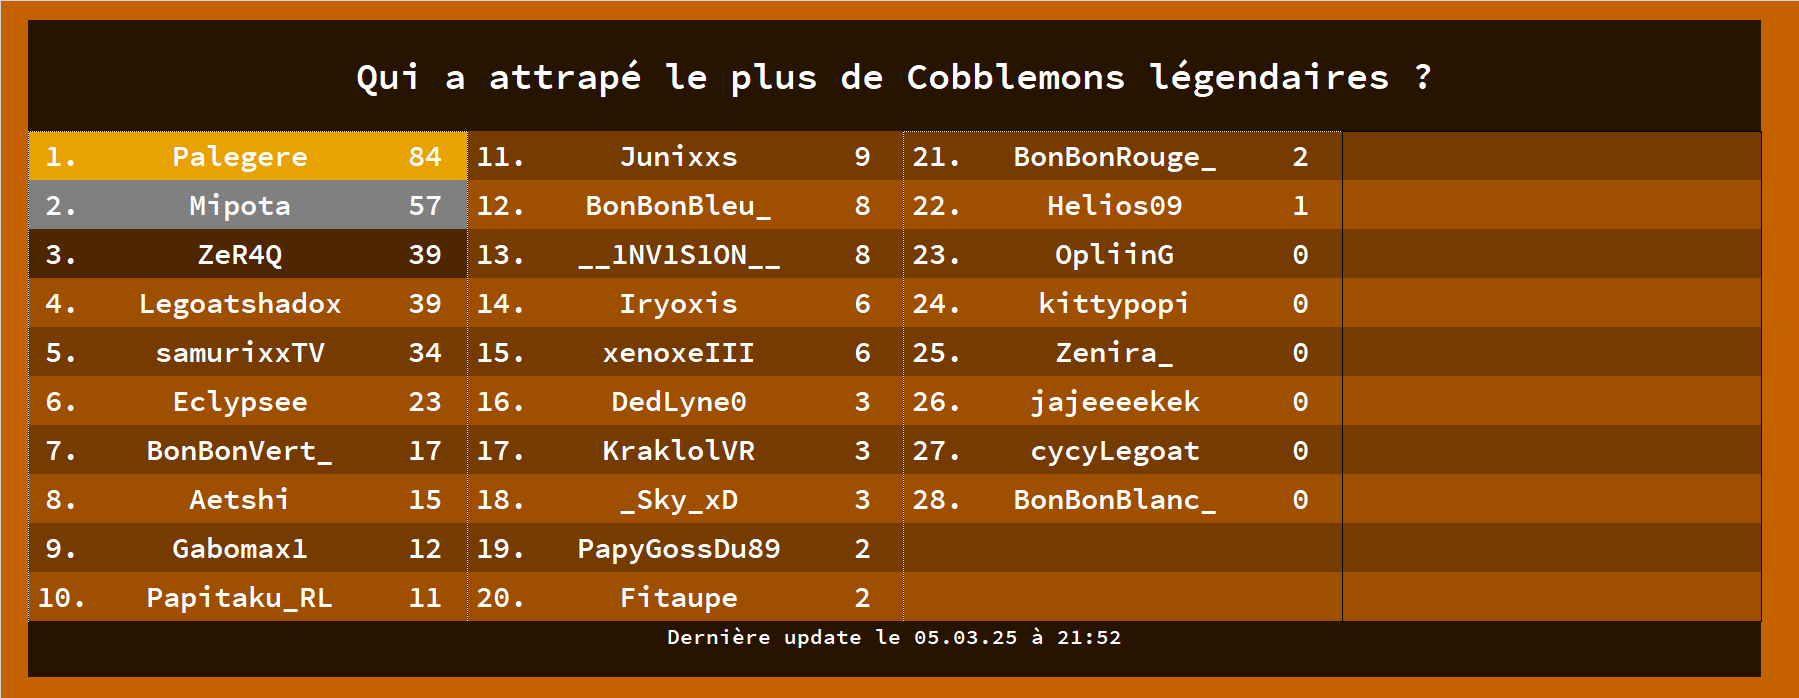 Qui a attrapé le plus de Cobblemons légendaires ?
1. Palegere 84
2. Mipota 57
3. ZeR4Q 39
4. Legoatshadox 39
5. samurixxTV 34
6. Eclypsee 23
7. BonBonVert_ 17
8. Aetshi 15
9. Gabomax1 12
10. Papitaku_RL 11
11. Junixxs 9
12. BonBonBleu_ 8
13. __1NV1S1ON__ 8
14. Iryoxis 6
15. xenoxeIII 6
16. DedLyne0 3
17. KraklolVR 3
18. _Sky_xD 3
19. PapyGossDu89 2
20. Fitaupe 2
21. BonBonRouge_ 2
22. Helios09 1
23. OpliinG 0
24. kittypopi 0
25. Zenira_ 0
26. jajeeeekek 0
27. cycyLegoat 0
28. BonBonBlanc_ 0
Dernière update le 05.03.25 à 21:52